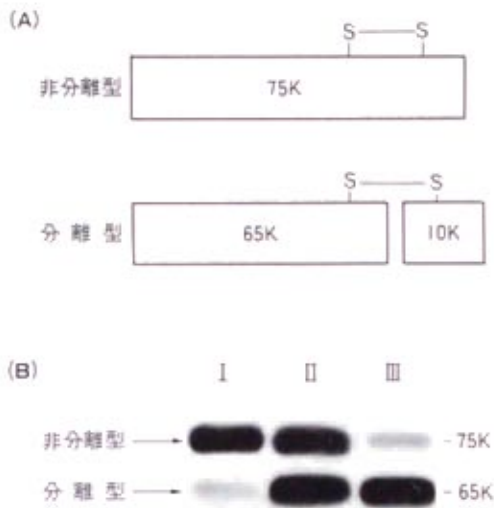 (A)
S S
非分離型 75K
S S
分離型 65K 10K
(B) I II III
非分離型 - 75K
分離型 - 65K